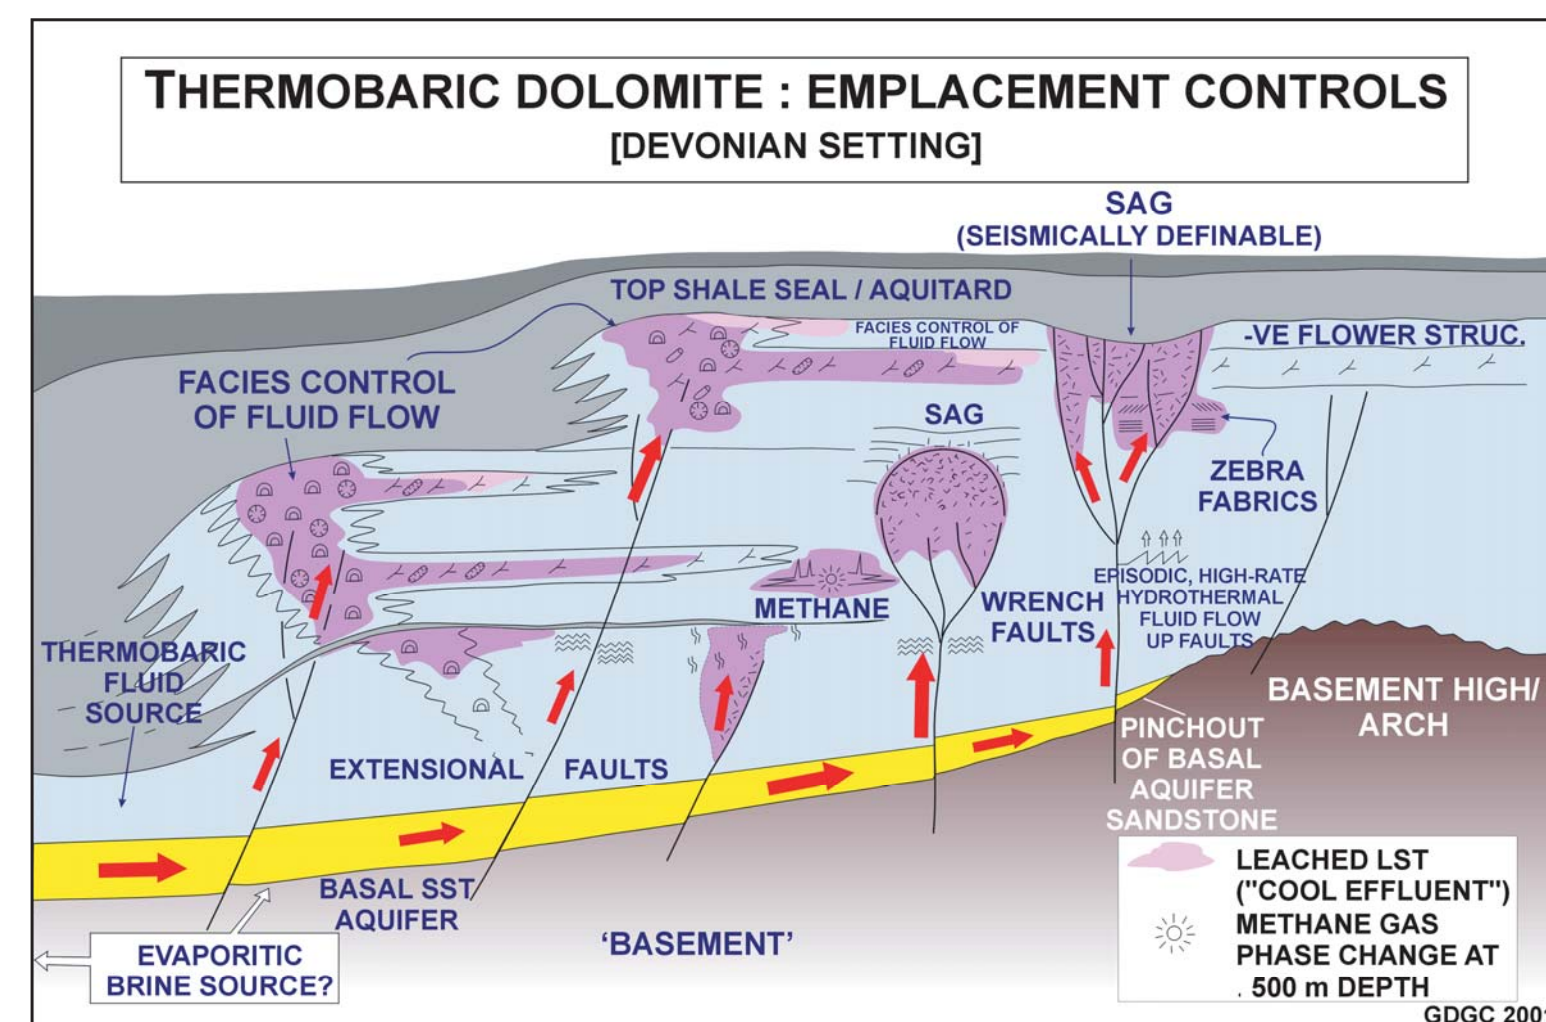 THERMOBARIC DOLOMITE : EMPLACEMENT CONTROLS
[DEVONIAN SETTING]
SAG
(SEISMICALLY DEFINABLE)
TOP SHALE SEAL / AQUITARD
FACIES CONTROL OF
FLUID FLOW
-VE FLOWER STRUC.
FACIES CONTROL
OF FLUID FLOW
SAG
ZEBRA
FABRICS
METHANE
WRENCH
FAULTS
EPISODIC, HIGH-RATE
HYDROTHERMAL
FLUID FLOW
UP FAULTS
THERMOBARIC
FLUID
SOURCE
BASEMENT HIGH/
ARCH
PINCHOUT
OF BASAL
AQUIFER
SANDSTONE
EXTENSIONAL FAULTS
BASAL SST
AQUIFER
'BASEMENT'
EVAPORITIC
BRINE SOURCE?
LEACHED LST
("COOL EFFLUENT")
METHANE GAS
PHASE CHANGE AT
. 500 m DEPTH
GDGC 2001